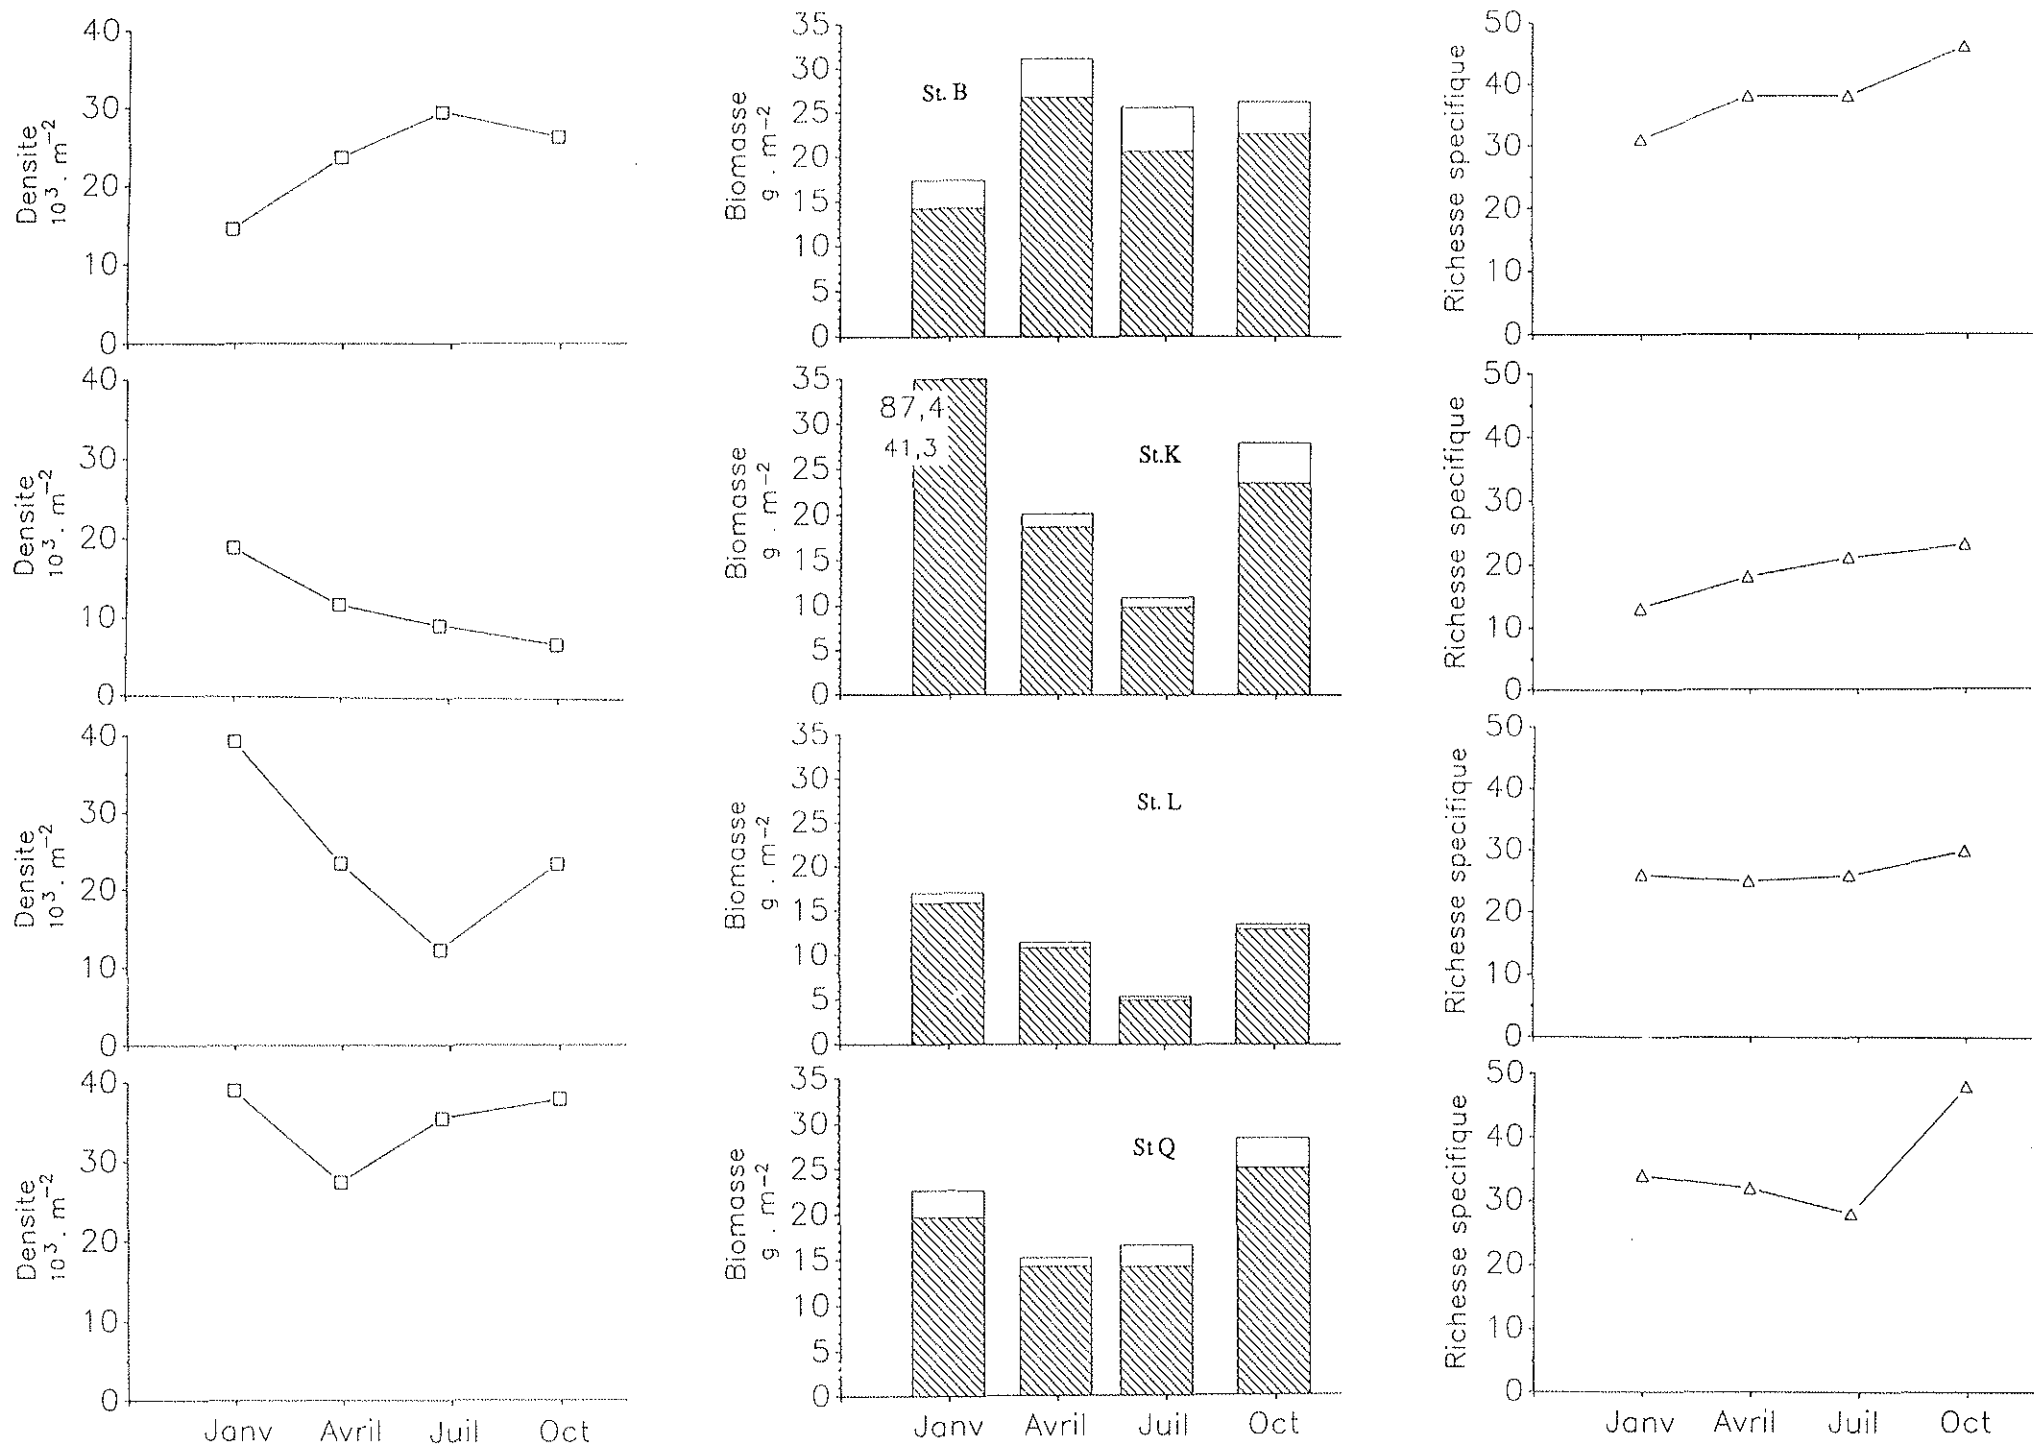 40
30
20
10
0
Densite
10³. m⁻²
35
30
25
20
15
10
5
0
Biomasse
g . m⁻²
St. B
50
40
30
20
10
0
Richesse specifique
40
30
20
10
0
Densite
10³. m⁻²
35
30
25
20
15
10
5
0
Biomasse
g . m⁻²
87,4
41,3
St.K
50
40
30
20
10
0
Richesse specifique
40
30
20
10
0
Densite
10³. m⁻²
35
30
25
20
15
10
5
0
Biomasse
g . m⁻²
St. L
50
40
30
20
10
0
Richesse specifique
40
30
20
10
0
Densite
10³. m⁻²
Janv Avril Juil Oct
35
30
25
20
15
10
5
0
Biomasse
g . m⁻²
St Q
Janv Avril Juil Oct
50
40
30
20
10
0
Richesse specifique
Janv Avril Juil Oct